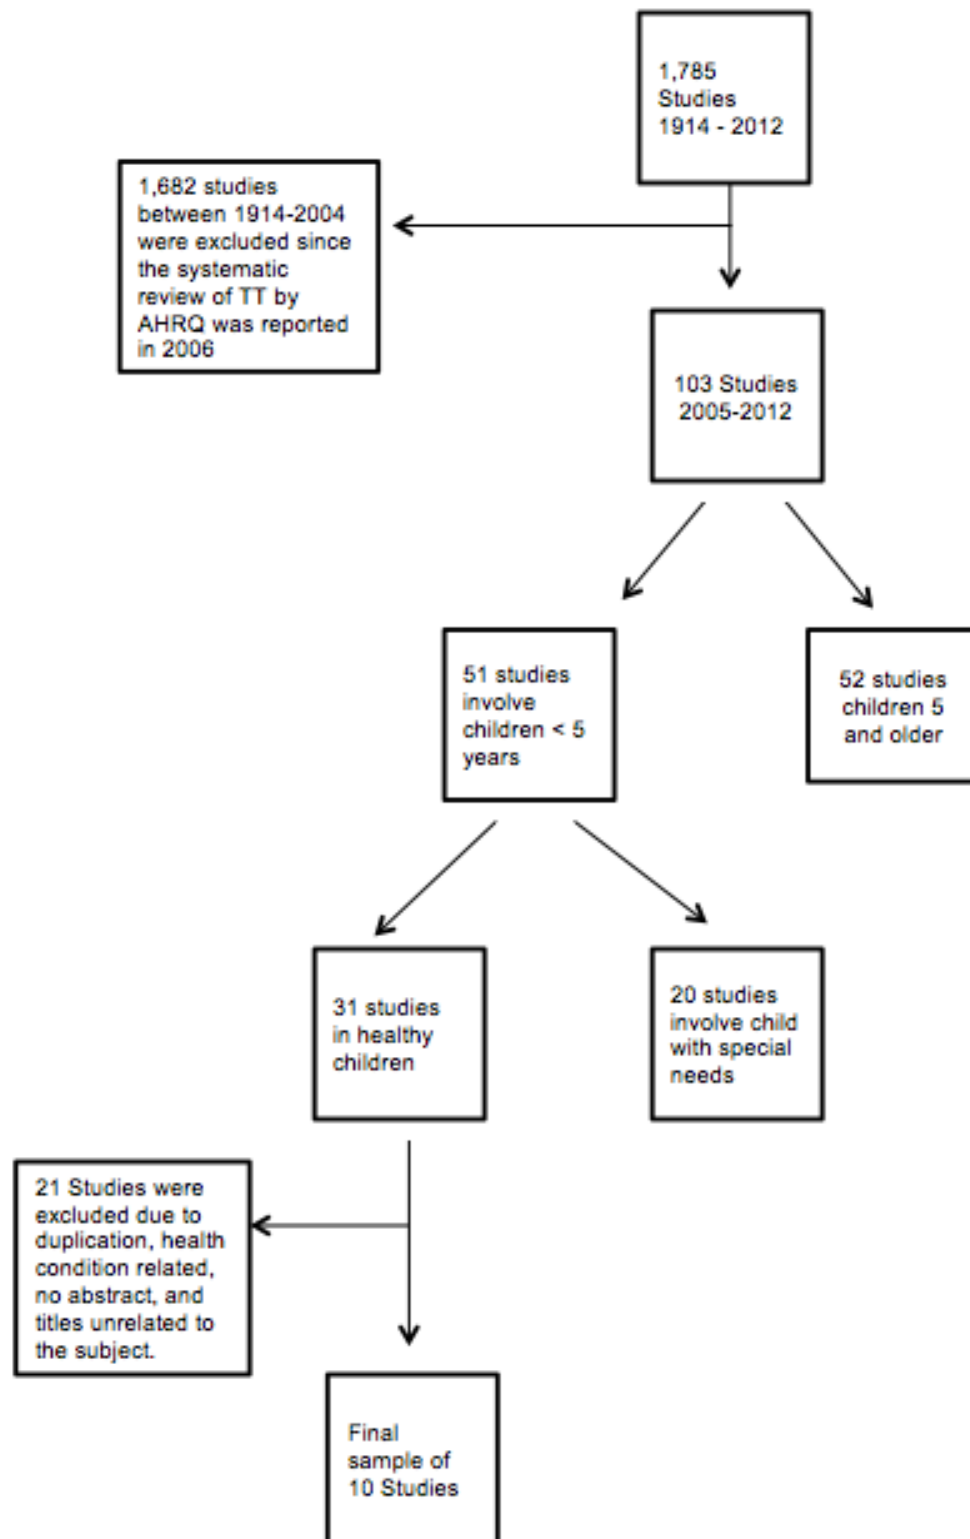 1,785
Studies
1914 - 2012
1,682 studies
between 1914-2004
were excluded since
the systematic
review of TT by
AHRQ was reported
in 2006
103 Studies
2005-2012
51 studies
involve
children < 5
years
52 studies
children 5
and older
31 studies
in healthy
children
20 studies
involve child
with special
needs
21 Studies were
excluded due to
duplication, health
condition related,
no abstract, and
titles unrelated to
the subject.
Final
sample of
10 Studies